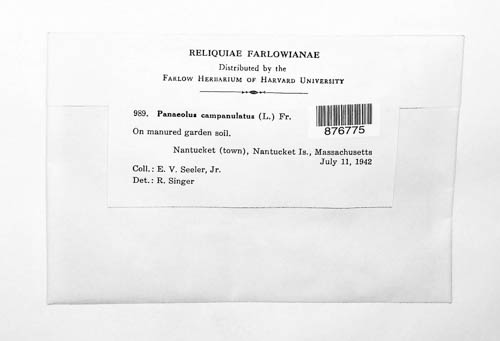 RELIQUIAE FARLOWIANAE
Distributed by the
FARLOW HERBARIUM OF HARVARD UNIVERSITY
989. Panaeolus campanulatus (L.) Fr.
876775
On manured garden soil.
Nantucket (town), Nantucket Is., Massachusetts
July 11, 1942
Coll.: E. V. Seeler, Jr.
Det.: R. Singer